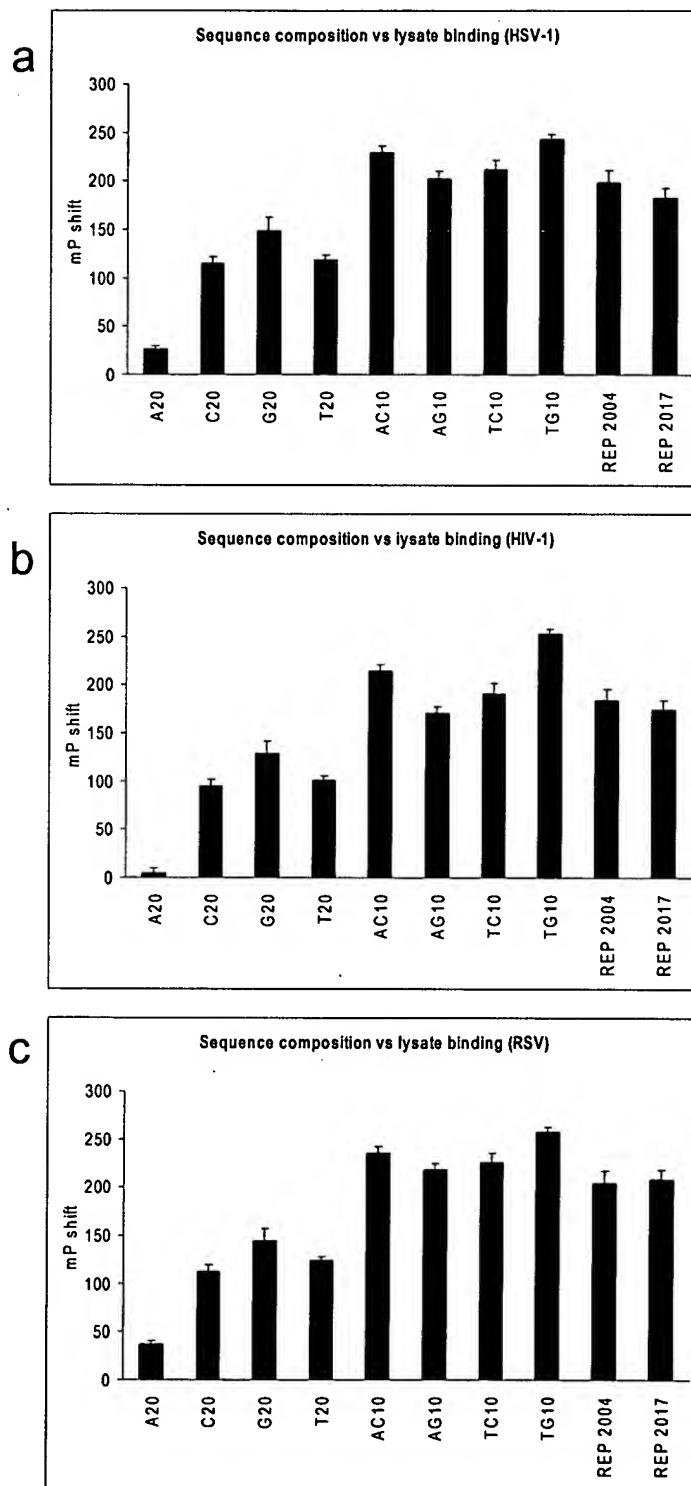 a
Sequence composition vs lysate binding (HSV-1)
300
250
200
150
100
50
0
mP shift
A20
C20
G20
T20
AC10
AG10
TC10
TG10
REP 2004
REP 2017
b
Sequence composition vs lysate binding (HIV-1)
300
250
200
150
100
50
0
mP shift
A20
C20
G20
T20
AC10
AG10
TC10
TG10
REP 2004
REP 2017
c
Sequence composition vs lysate binding (RSV)
300
250
200
150
100
50
0
mP shift
A20
C20
G20
T20
AC10
AG10
TC10
TG10
REP 2004
REP 2017